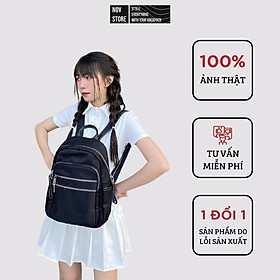 NOV
STORE
STYLE
EVERYTHING
WITH YOUR BACKPACK
100%
ẢNH THẬT
TƯ VẤN
MIỄN PHÍ
1 ĐỔI 1
SẢN PHẨM DO
LỖI SẢN XUẤT